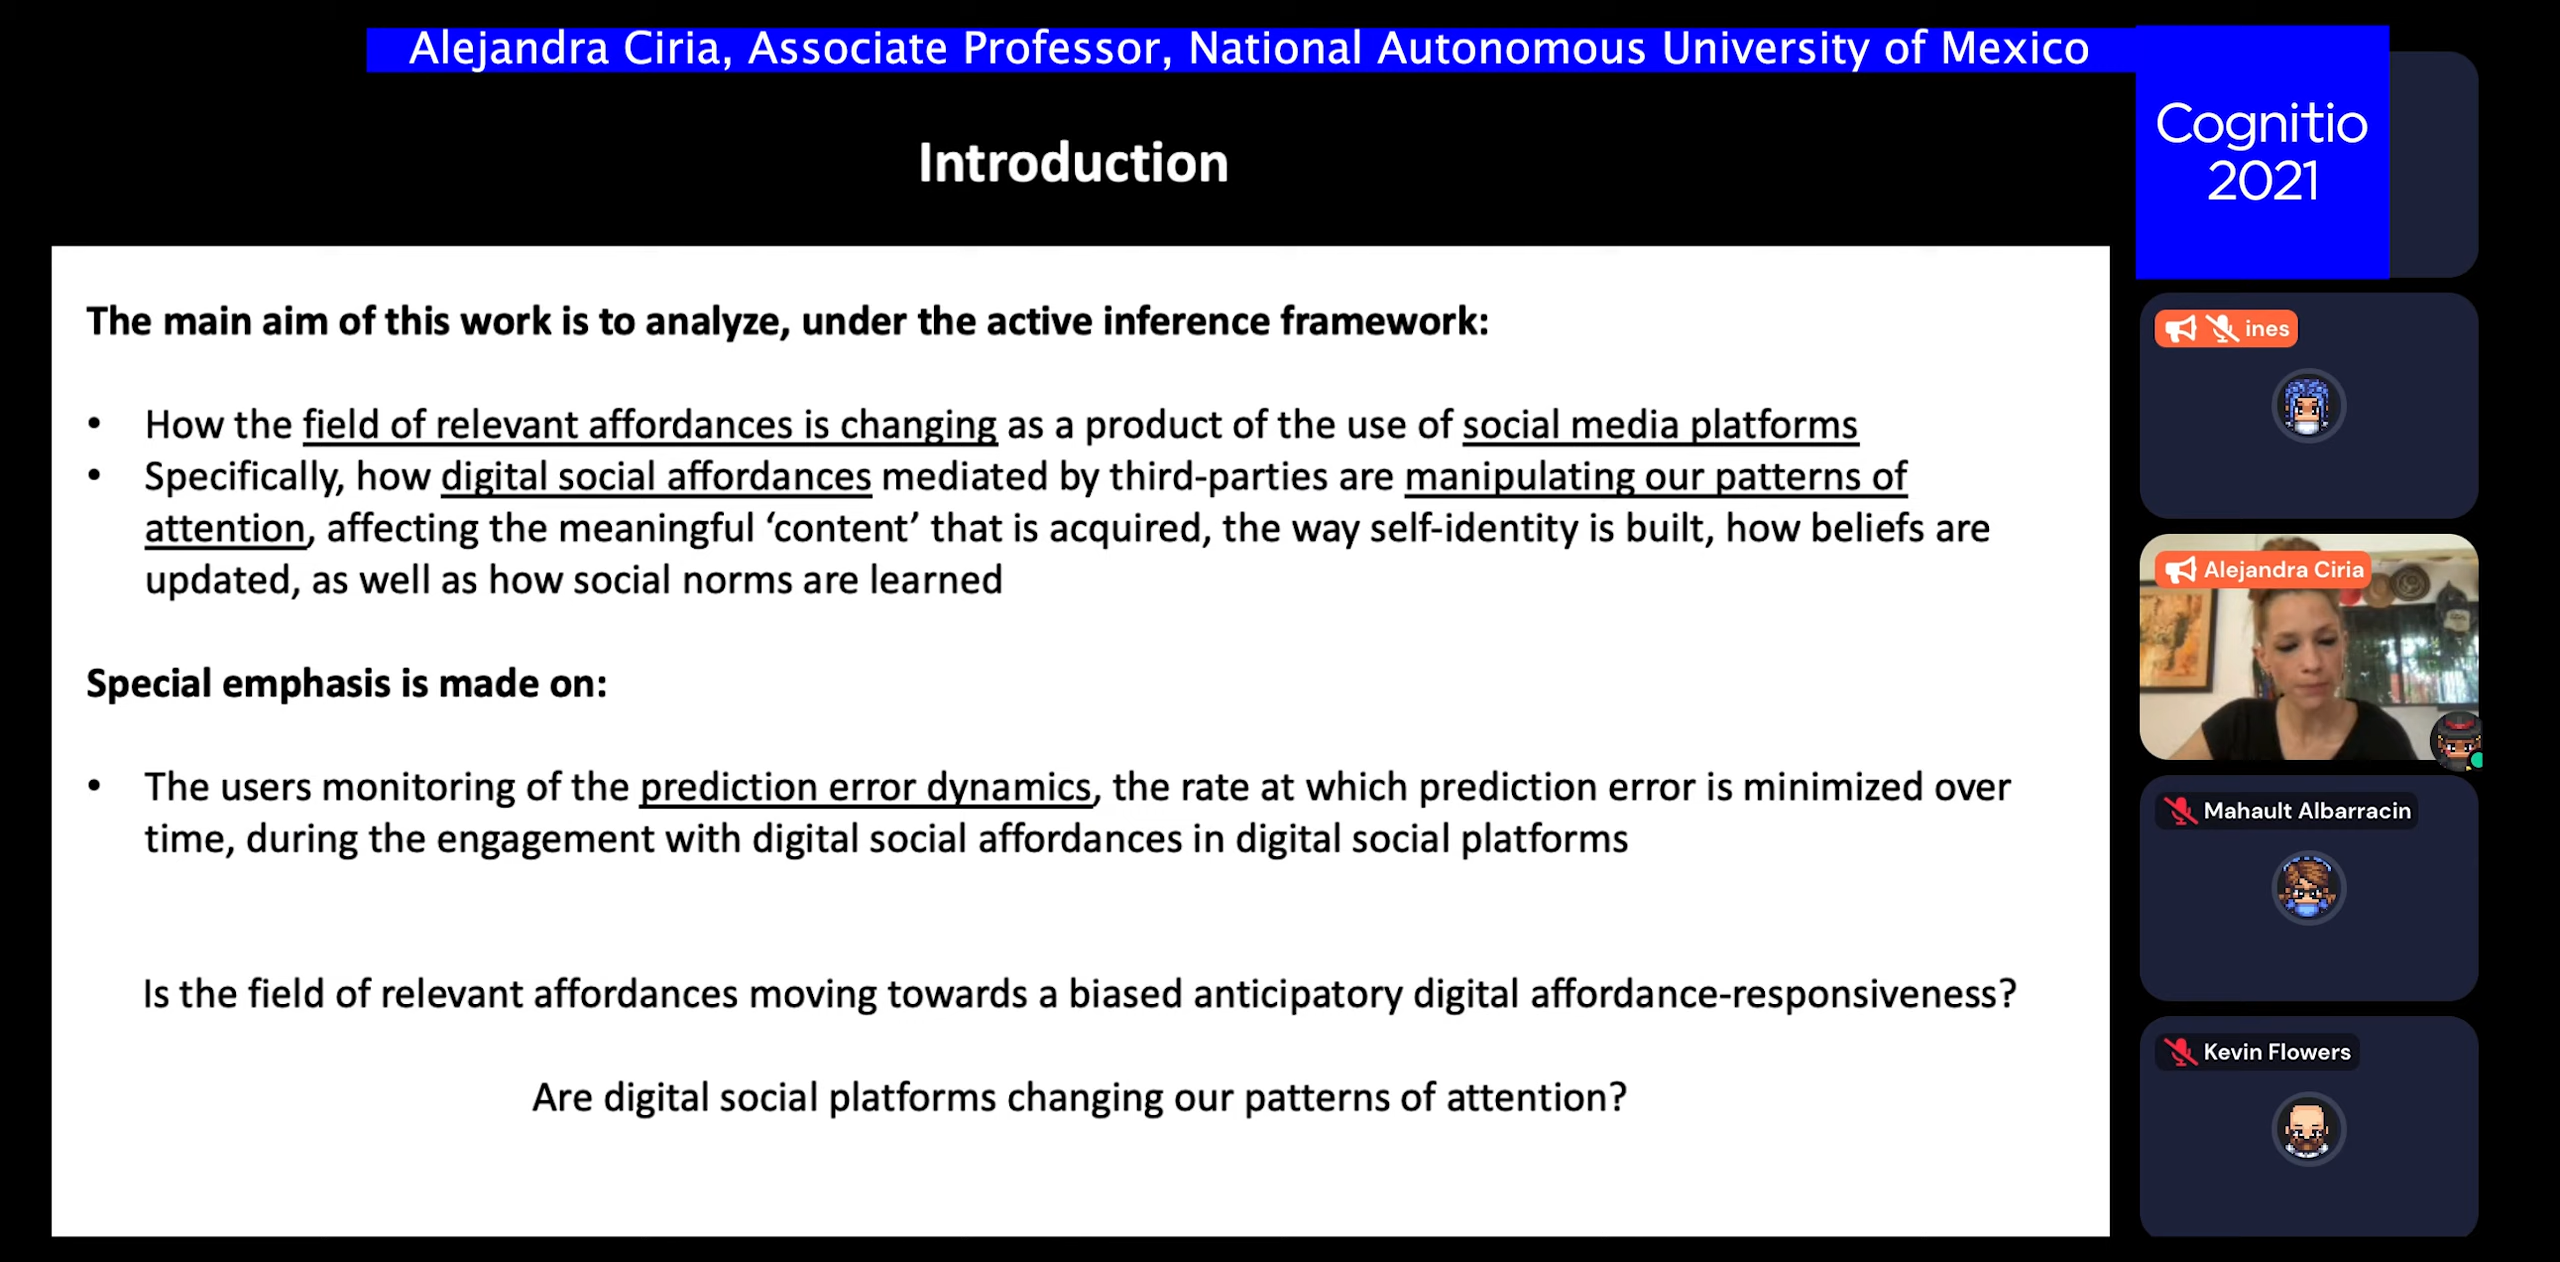 Alejandra Ciria, Associate Professor, National Autonomous University of Mexico
Cognitio
2021
Introduction
The main aim of this work is to analyze, under the active inference framework:
• How the field of relevant affordances is changing as a product of the use of social media platforms
• Specifically, how digital social affordances mediated by third-parties are manipulating our patterns of
attention, affecting the meaningful ‘content’ that is acquired, the way self-identity is built, how beliefs are
updated, as well as how social norms are learned
Special emphasis is made on:
• The users monitoring of the prediction error dynamics, the rate at which prediction error is minimized over
time, during the engagement with digital social affordances in digital social platforms
Is the field of relevant affordances moving towards a biased anticipatory digital affordance-responsiveness?
Are digital social platforms changing our patterns of attention?
ines
Alejandra Ciria
Mahault Albarracin
Kevin Flowers